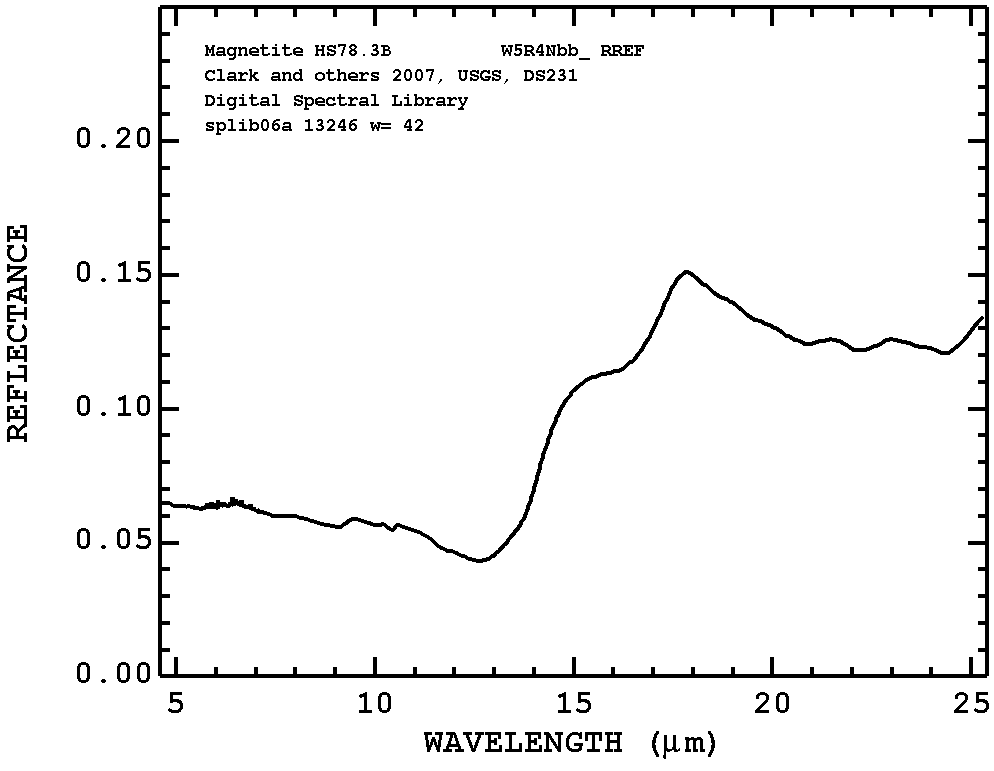 Magnetite HS78.3B W5R4Nbb_ RREF
Clark and others 2007, USGS, DS231
Digital Spectral Library
splib06a 13246 w= 42
REFLECTANCE
0.20
0.15
0.10
0.05
0.00
5 10 15 20 25
WAVELENGTH (μm)